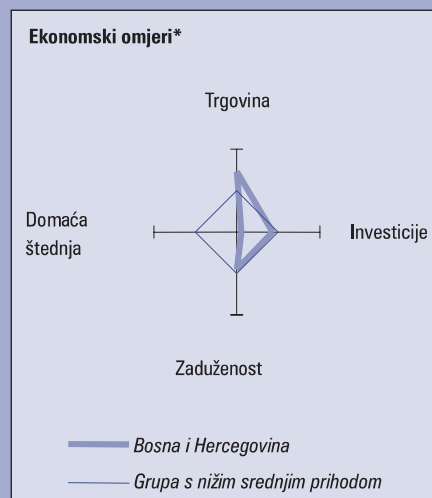 Ekonomski omjeri*
Trgovina
Domaća
štednja
Investicije
Zaduženost
Bosna i Hercegovina
Grupa s nižim srednjim prihodom